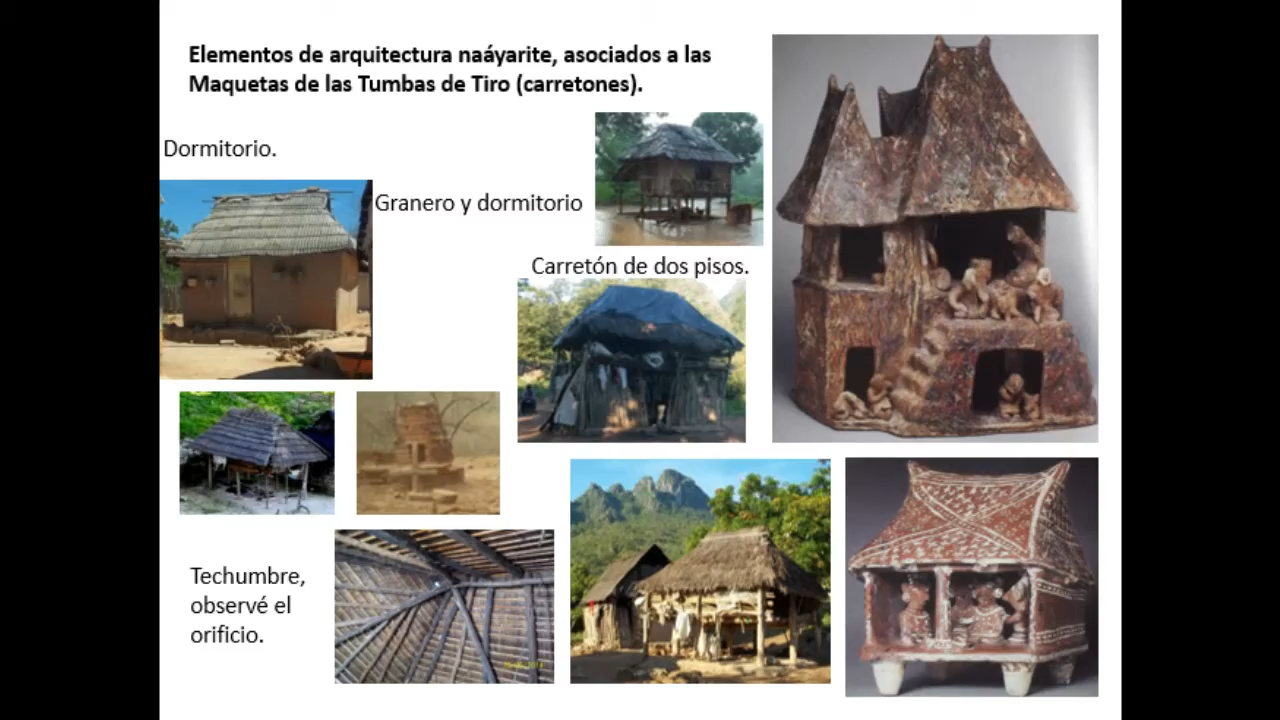 Elementos de arquitectura naáyarite, asociados a las
Maquetas de las Tumbas de Tiro (carretones).
Dormitorio.
Granero y dormitorio
Carretón de dos pisos.
Techumbre,
observé el
orificio.